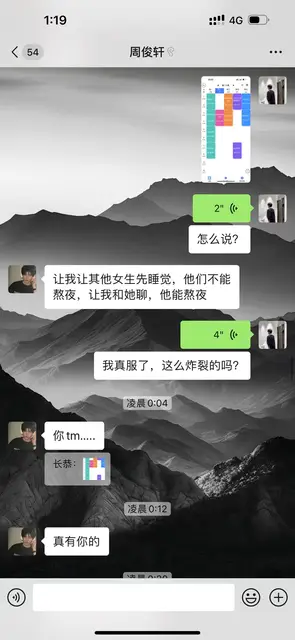 1:19
4G
54
周俊轩
2"
怎么说?
让我让其他女生先睡觉，他们不能
熬夜，让我和她聊，他能熬夜
4"
我真服了，这么炸裂的吗?
凌晨 0:04
你tm.....
长恭:
凌晨 0:12
真有你的